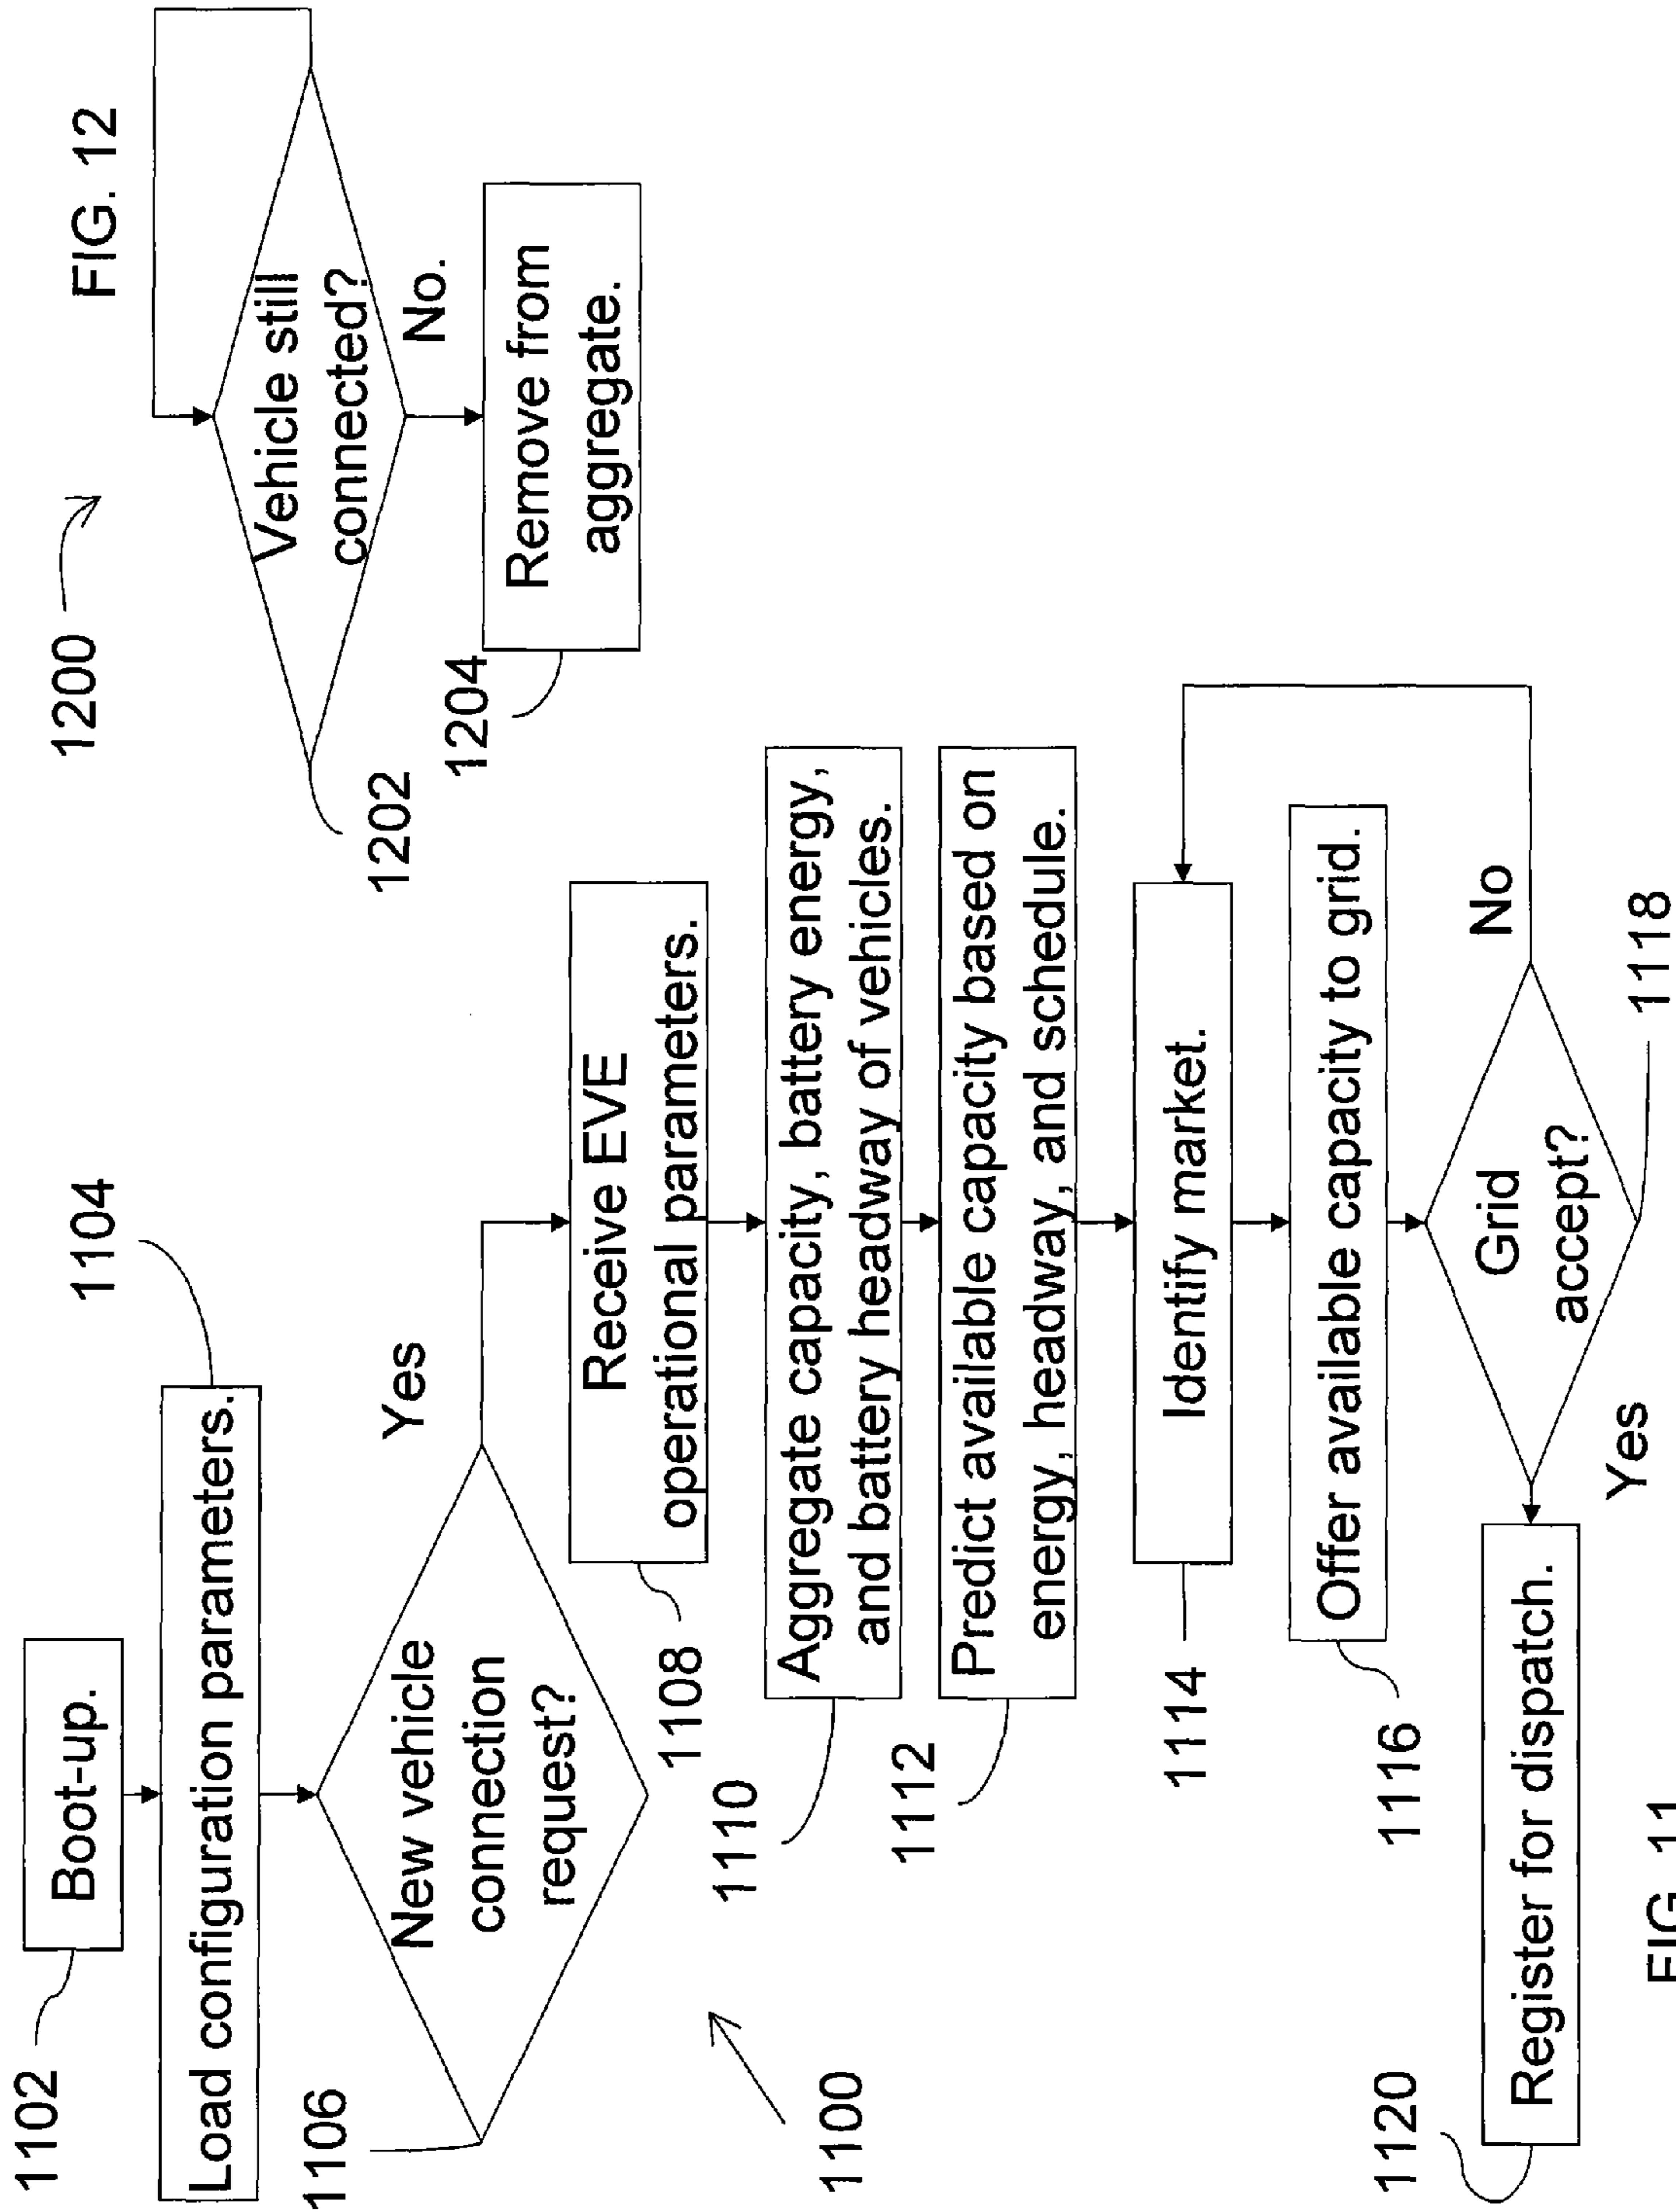 1102
Boot-up.
1104
Load configuration parameters.
1106
New vehicle
connection
request?
Yes
1108
Receive EVE
operational parameters.
1110
Aggregate capacity, battery energy,
and battery headway of vehicles.
1112
Predict available capacity based on
energy, headway, and schedule.
1114
Identify market.
1116
Offer available capacity to grid.
Grid
accept?
No
1118
Yes
1120
Register for dispatch.
1100
FIG. 11
1200
FIG. 12
1202
Vehicle still
connected?
No.
1204
Remove from
aggregate.